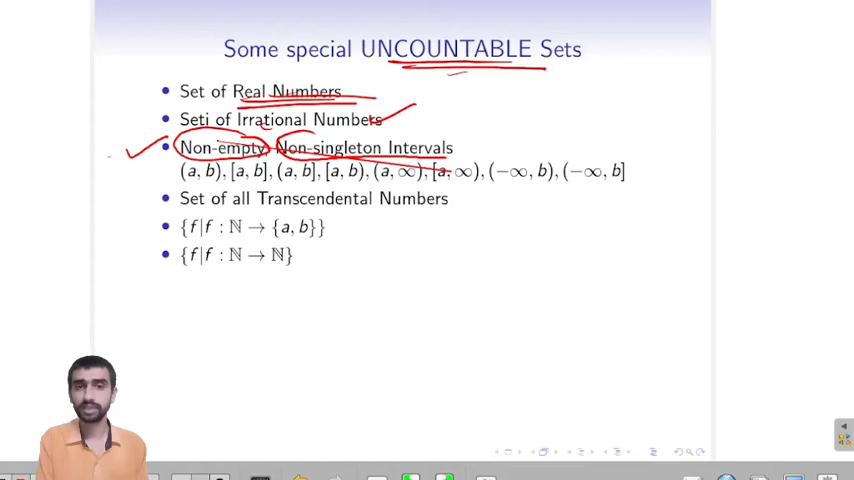 Some special UNCOUNTABLE Sets
Set of Real Numbers
Seti of Irrational Numbers
Non-empty, Non-singleton Intervals
(a, b), [a, b], (a, b], [a, b), (a, ∞), [a, ∞), (−∞, b), (−∞, b]
Set of all Transcendental Numbers
{f|f : ℕ → {a, b}}
{f|f : ℕ → ℕ}